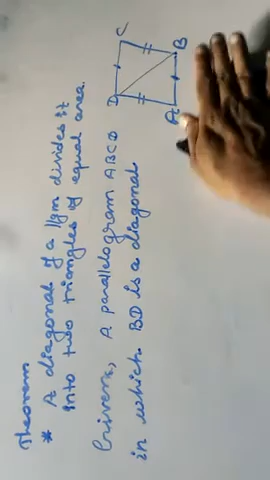 Theorem
* A diagonal of a //gm divides it
into two triangles of equal area.
Given, A parallelogram ABCD
in which BD is a diagonal
D
C
A
B